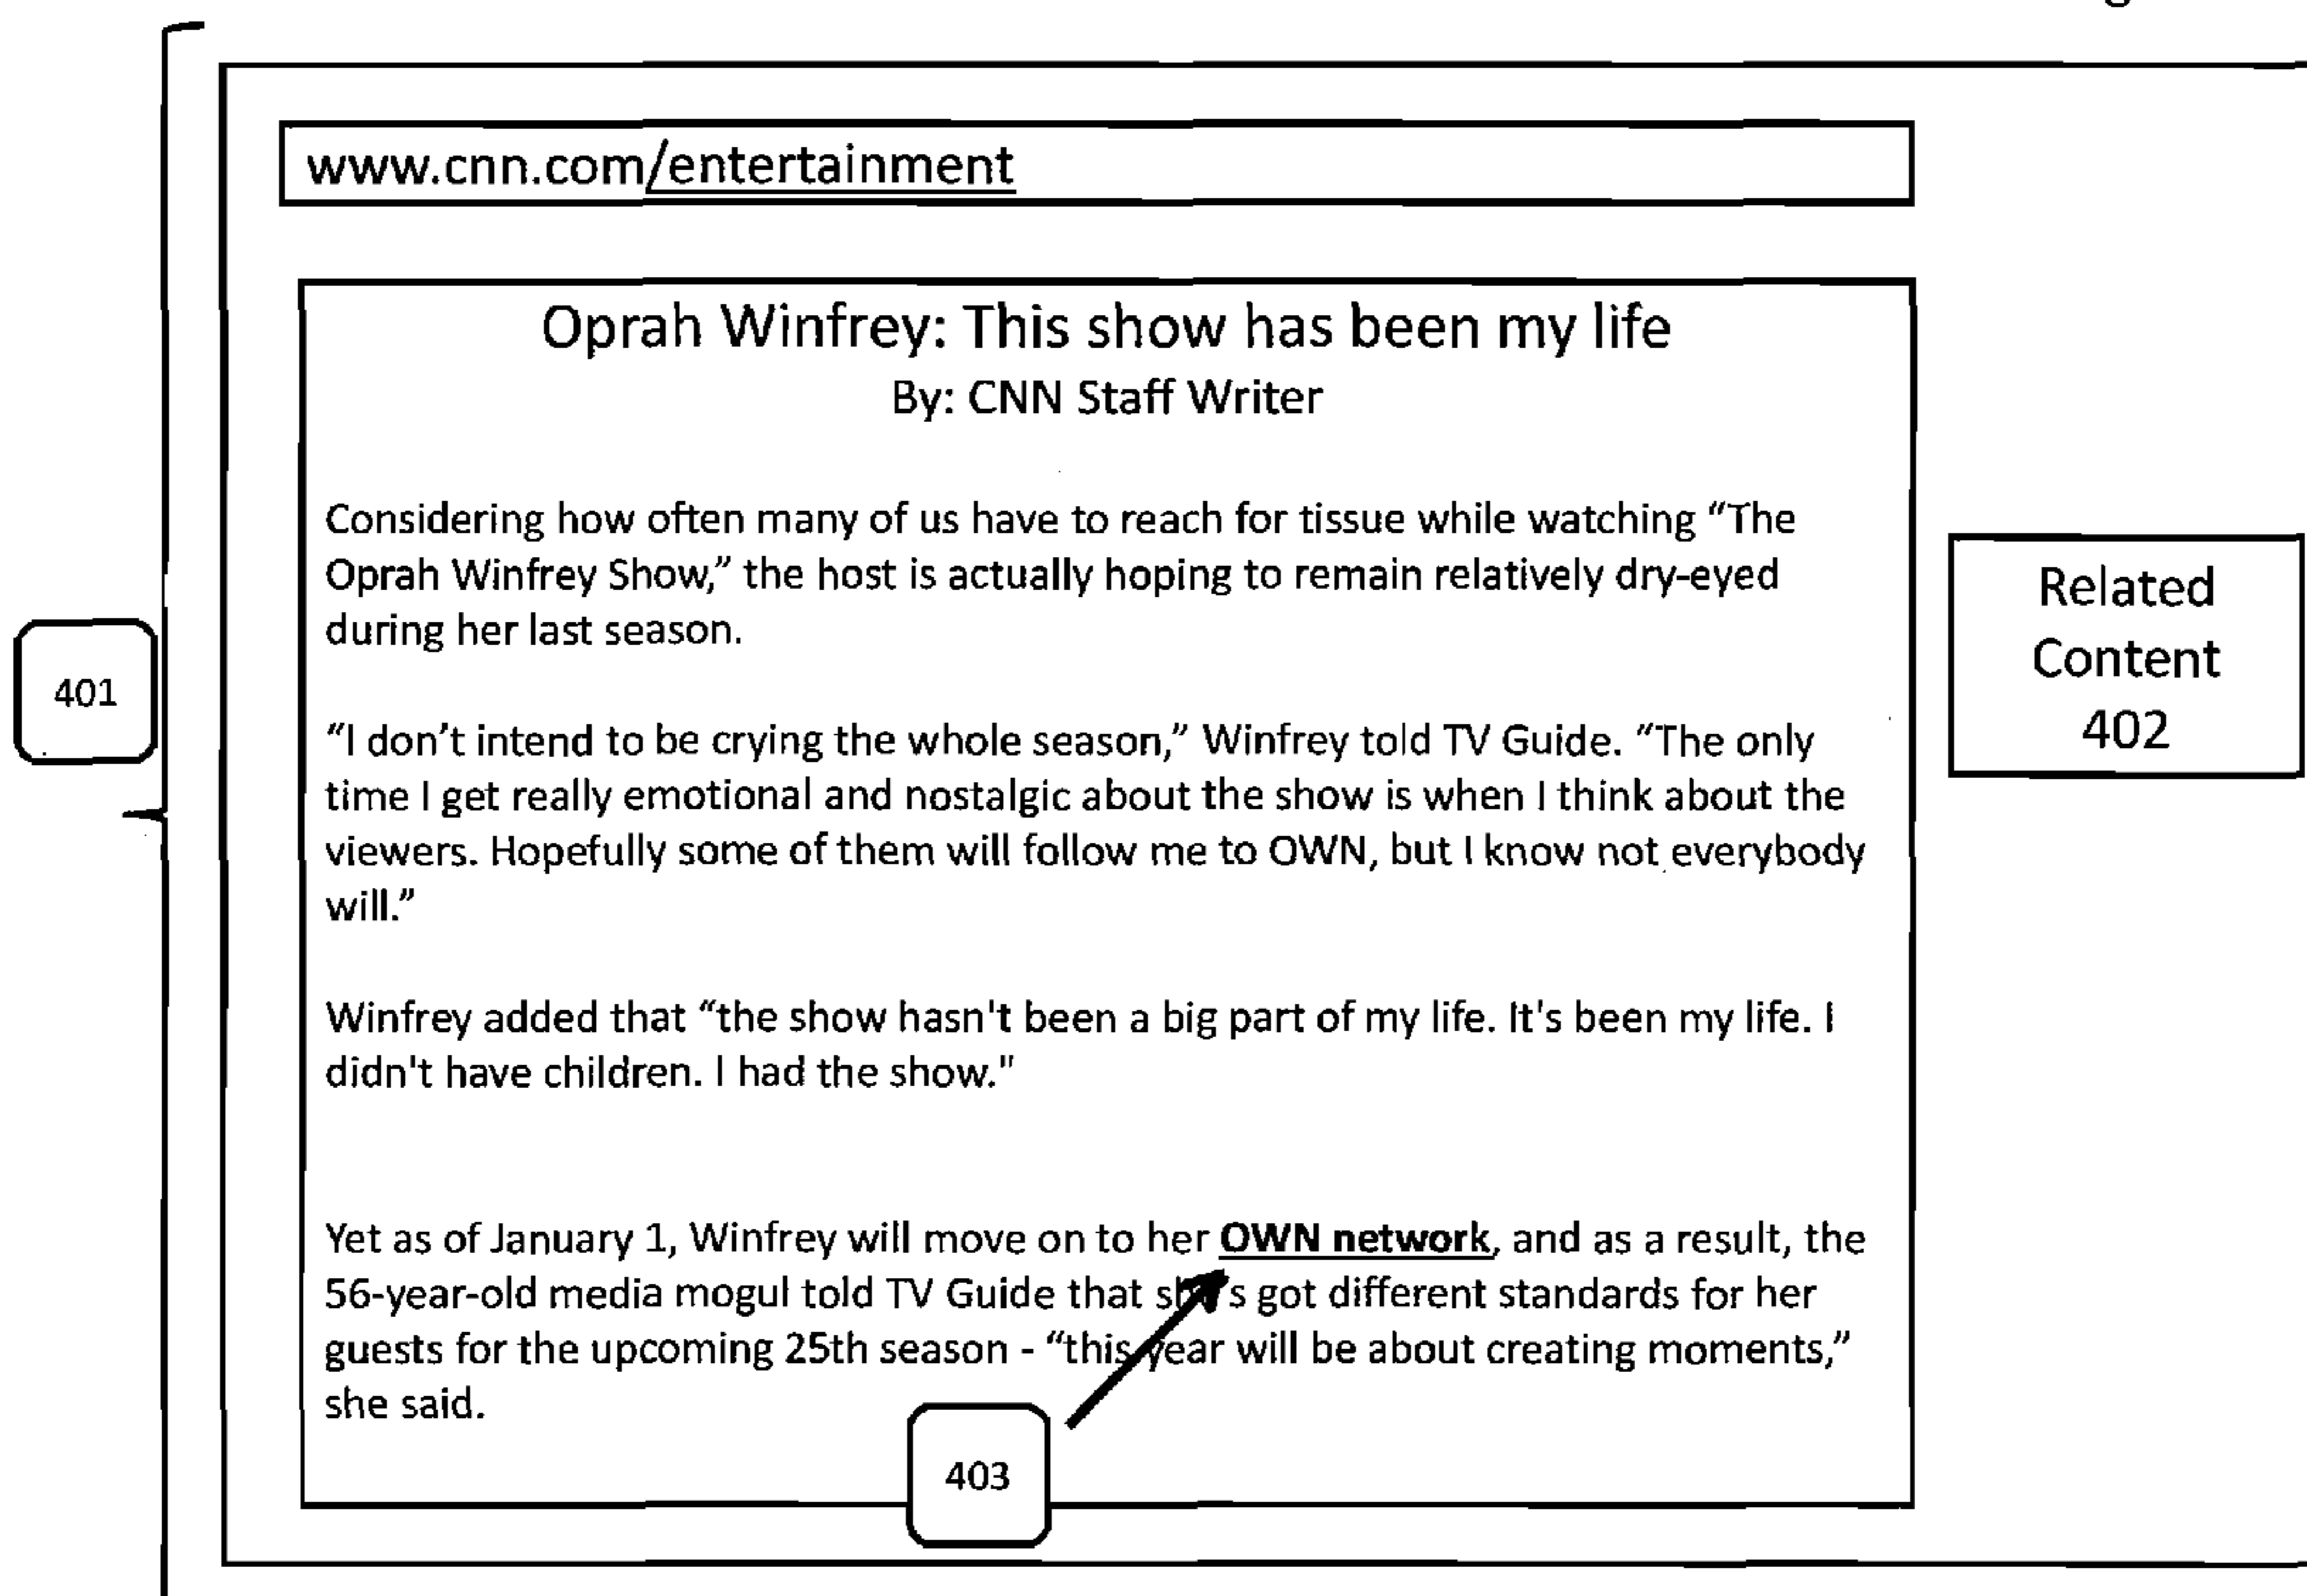 www.cnn.com/entertainment
Oprah Winfrey: This show has been my life
By: CNN Staff Writer
Considering how often many of us have to reach for tissue while watching “The
Oprah Winfrey Show,” the host is actually hoping to remain relatively dry-eyed
during her last season.
“I don’t intend to be crying the whole season,” Winfrey told TV Guide. “The only
time I get really emotional and nostalgic about the show is when I think about the
viewers. Hopefully some of them will follow me to OWN, but I know not everybody
will.”
Winfrey added that “the show hasn't been a big part of my life. It's been my life. I
didn't have children. I had the show."
Yet as of January 1, Winfrey will move on to her OWN network, and as a result, the
56-year-old media mogul told TV Guide that she's got different standards for her
guests for the upcoming 25th season - “this year will be about creating moments,”
she said.
401
Related
Content
402
403